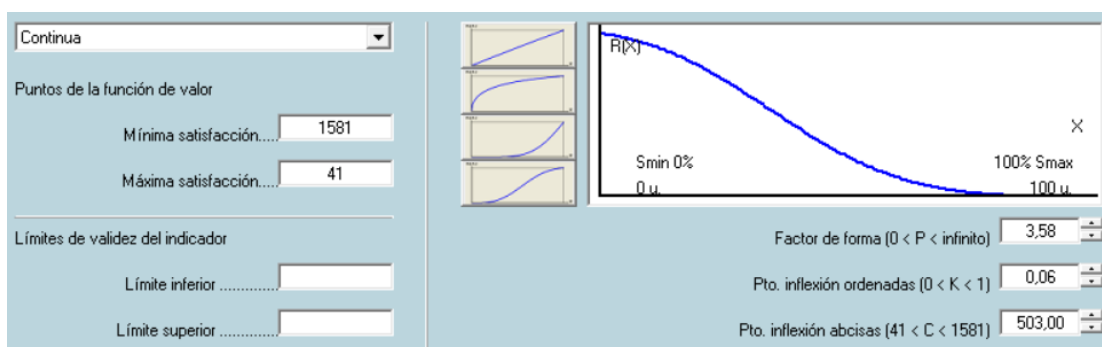 Continua
Puntos de la función de valor
Mínima satisfacción..... 1581
Máxima satisfacción..... 41
Límites de validez del indicador
Límite inferior .............
Límite superior .............
R(X)
X
Smin 0%
100% Smax
0 u.
100 u.
Factor de forma (0 < P < infinito) 3,58
Pto. inflexión ordenadas (0 < K < 1) 0,06
Pto. inflexión abcisas (41 < C < 1581) 503,00